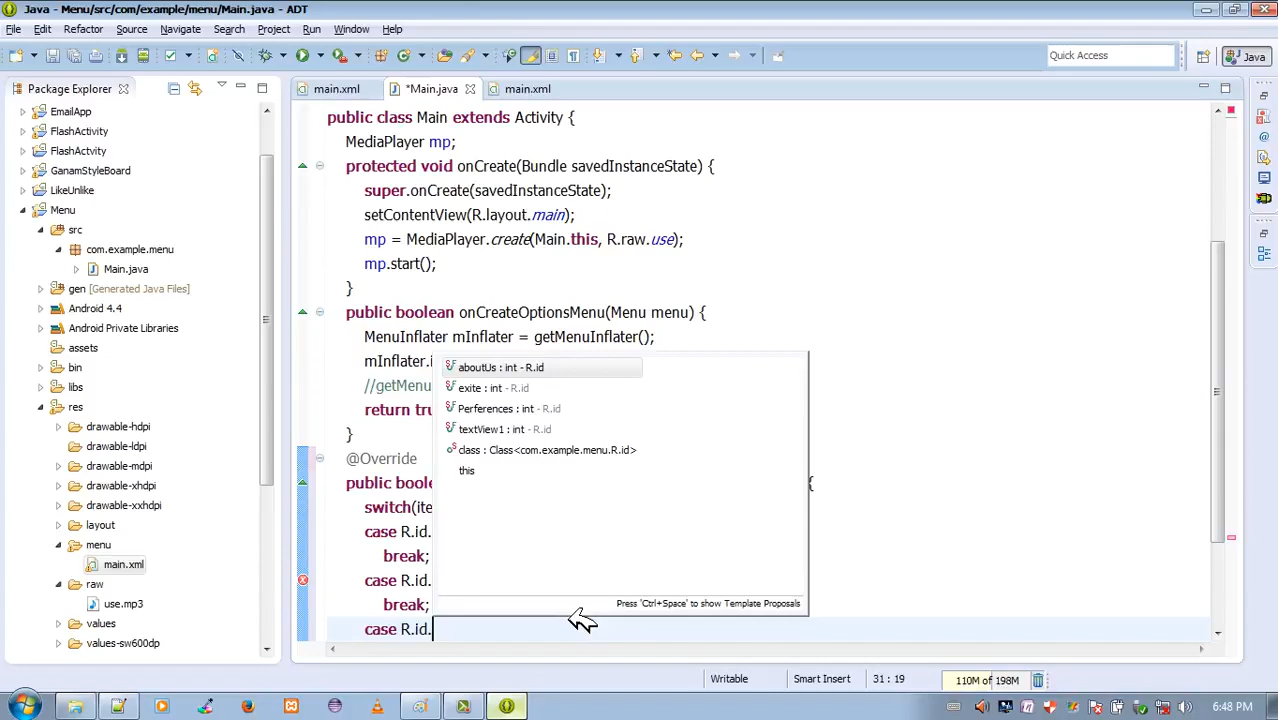 Java - Menu/src/com/example/menu/Main.java - ADT
File Edit Refactor Source Navigate Search Project Run Window Help
Quick Access
Java
Package Explorer
EmailApp
FlashActivity
FlashActvity
GanamStyleBoard
LikeUnlike
Menu
src
com.example.menu
Main.java
gen [Generated Java Files]
Android 4.4
Android Private Libraries
assets
bin
libs
res
drawable-hdpi
drawable-ldpi
drawable-mdpi
drawable-xhdpi
drawable-xxhdpi
layout
menu
main.xml
raw
use.mp3
values
values-sw600dp
main.xml *Main.java main.xml
public class Main extends Activity {
MediaPlayer mp;
protected void onCreate(Bundle savedInstanceState) {
super.onCreate(savedInstanceState);
setContentView(R.layout.main);
mp = MediaPlayer.create(Main.this, R.raw.use);
mp.start();
}
public boolean onCreateOptionsMenu(Menu menu) {
MenuInflater mInflater = getMenuInflater();
mInflater.i
//getMenu
return tru
}
@Override
public boole {
switch(ite
case R.id.
break;
case R.id.
break;
case R.id.
aboutUs : int - R.id
exite : int - R.id
Perferences : int - R.id
textView1 : int - R.id
class : Class<com.example.menu.R.id>
this
Press 'Ctrl+Space' to show Template Proposals
Writable Smart Insert 31 : 19 110M of 198M
6:48 PM